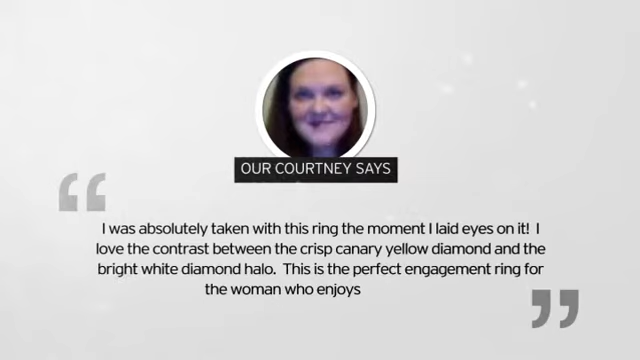 OUR COURTNEY SAYS
I was absolutely taken with this ring the moment I laid eyes on it! I
love the contrast between the crisp canary yellow diamond and the
bright white diamond halo. This is the perfect engagement ring for
the woman who enjoys